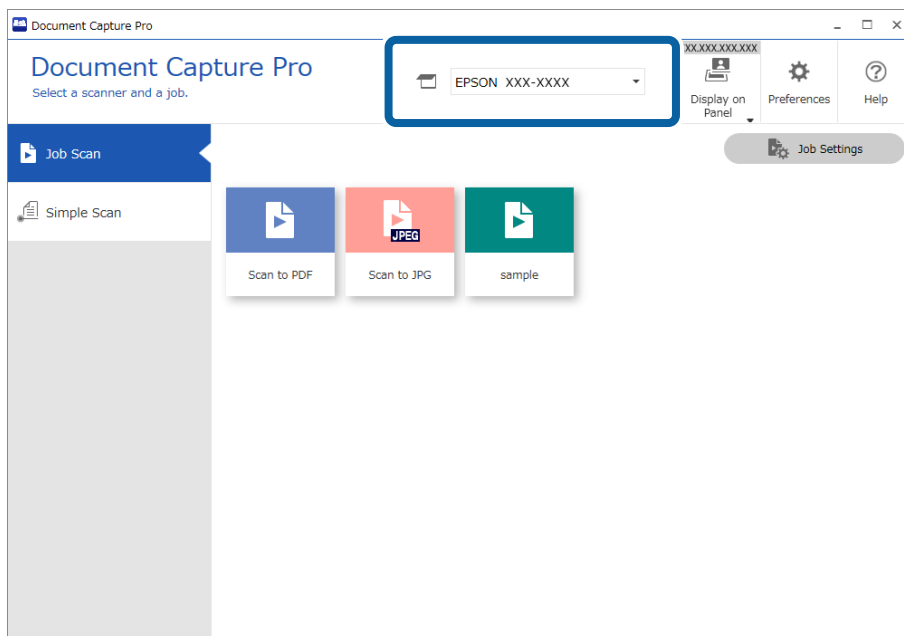 Document Capture Pro
Document Capture Pro
Select a scanner and a job.
EPSON XXX-XXXX
XX.XXX.XXX.XXX
Display on
Panel
Preferences
Help
Job Scan
Job Settings
Simple Scan
JPEG
Scan to PDF
Scan to JPG
sample